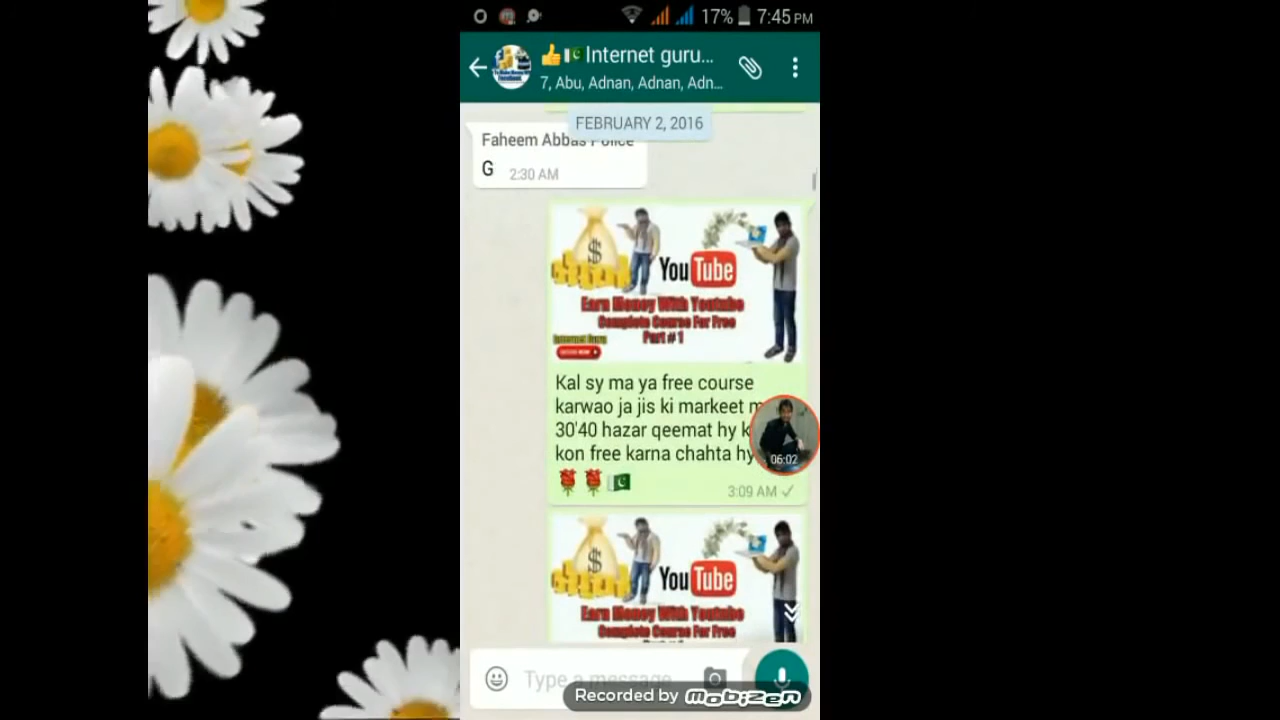 17% 7:45 PM
👍🇵🇰Internet guru...
7, Abu, Adnan, Adnan, Adn...
FEBRUARY 2, 2016
Faheem Abbas Police
G 2:30 AM
YouTube
Earn Money With Youtube
Complete Course For Free
Part # 1
Internet Guru
Kal sy ma ya free course
karwao ja jis ki markeet m
30'40 hazar qeemat hy k
kon free karna chahta hy
06:02
🌹🌹🇵🇰
3:09 AM
YouTube
Earn Money With Youtube
Complete Course For Free
Type a message
Recorded by mobizen